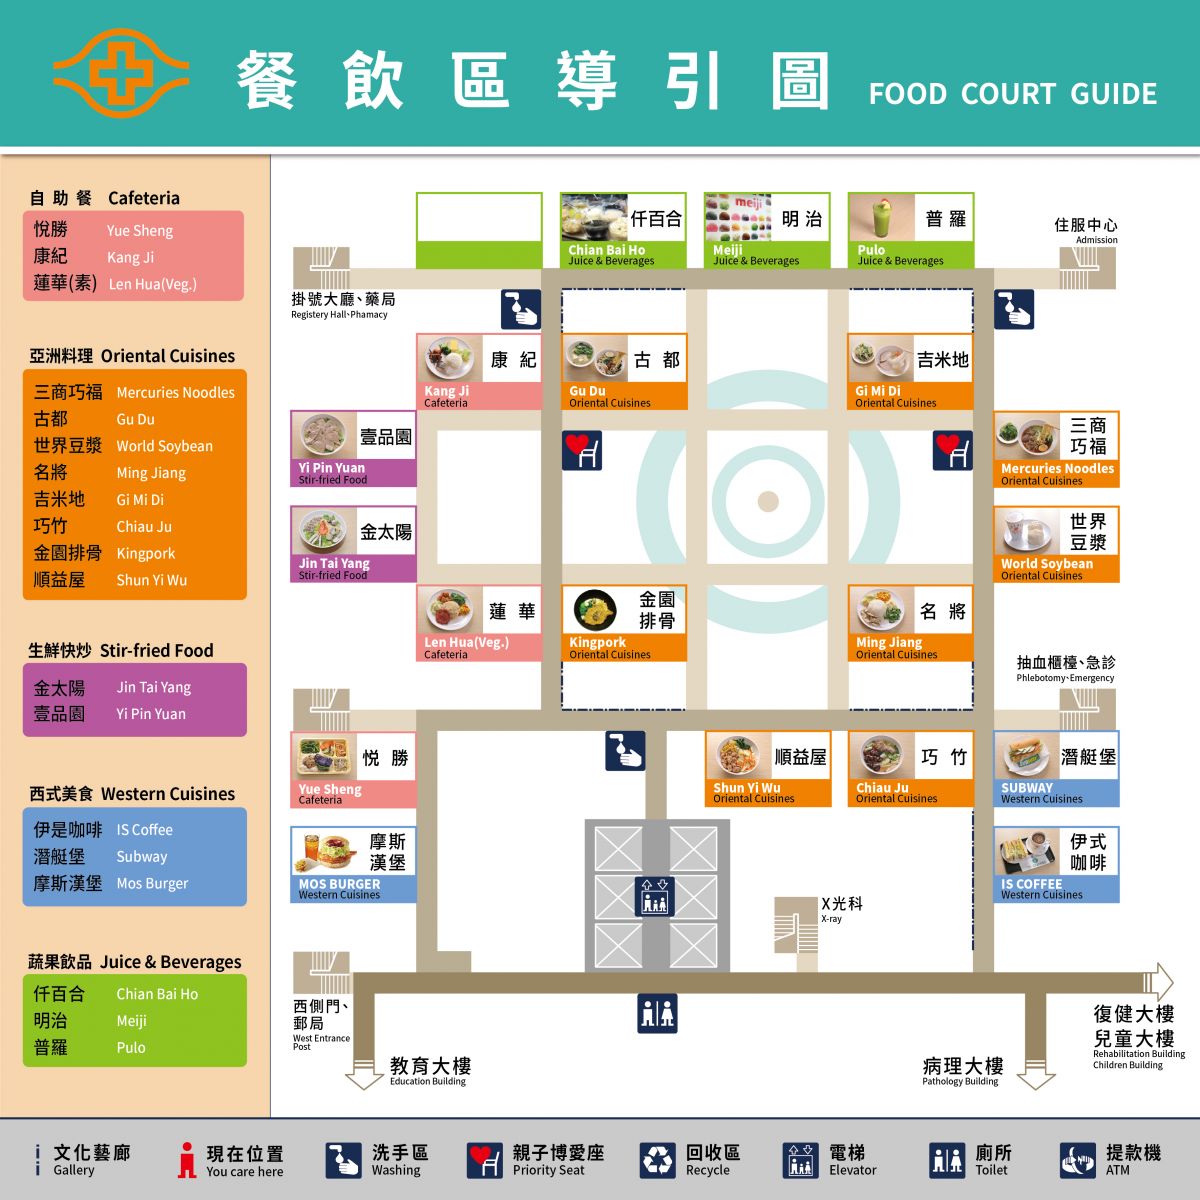 餐飲區導引圖 FOOD COURT GUIDE
自助餐 Cafeteria
悅勝 Yue Sheng
康紀 Kang Ji
蓮華(素) Len Hua(Veg.)
亞洲料理 Oriental Cuisines
三商巧福 Mercuries Noodles
古都 Gu Du
世界豆漿 World Soybean
名將 Ming Jiang
吉米地 Gi Mi Di
巧竹 Chiau Ju
金園排骨 Kingpork
順益屋 Shun Yi Wu
生鮮快炒 Stir-fried Food
金太陽 Jin Tai Yang
壹品園 Yi Pin Yuan
西式美食 Western Cuisines
伊是咖啡 IS Coffee
潛艇堡 Subway
摩斯漢堡 Mos Burger
蔬果飲品 Juice & Beverages
仟百合 Chian Bai Ho
明治 Meiji
普羅 Pulo
仟百合
Chian Bai Ho
Juice & Beverages
meiji
明治
Meiji
Juice & Beverages
普羅
Pulo
Juice & Beverages
住服中心
Admission
掛號大廳、藥局
Registery Hall、Phamacy
康紀
Kang Ji
Cafeteria
古都
Gu Du
Oriental Cuisines
吉米地
Gi Mi Di
Oriental Cuisines
壹品園
Yi Pin Yuan
Stir-fried Food
三商
巧福
Mercuries Noodles
Oriental Cuisines
金太陽
Jin Tai Yang
Stir-fried Food
世界
豆漿
World Soybean
Oriental Cuisines
蓮華
Len Hua(Veg.)
Cafeteria
金園
排骨
Kingpork
Oriental Cuisines
名將
Ming Jiang
Oriental Cuisines
抽血櫃檯、急診
Phlebotomy、Emergency
悅勝
Yue Sheng
Cafeteria
順益屋
Shun Yi Wu
Oriental Cuisines
巧竹
Chiau Ju
Oriental Cuisines
潛艇堡
SUBWAY
Western Cuisines
摩斯
漢堡
MOS BURGER
Western Cuisines
伊式
咖啡
IS COFFEE
Western Cuisines
X光科
X-ray
西側門、
郵局
West Entrance
Post
教育大樓
Education Building
病理大樓
Pathology Building
復健大樓
兒童大樓
Rehabilitation Building
Children Building
文化藝廊
Gallery
現在位置
You care here
洗手區
Washing
親子博愛座
Priority Seat
回收區
Recycle
電梯
Elevator
廁所
Toilet
提款機
ATM